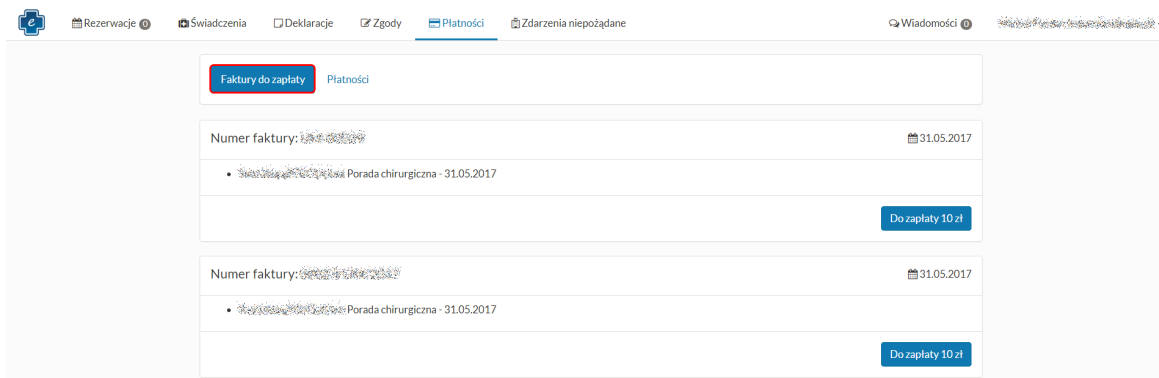 e Rezerwacje 0 Świadczenia Deklaracje Zgody Płatności Zdarzenia niepożądane Wiadomości 0
Faktury do zapłaty Płatności
Numer faktury: 31.05.2017
• Porada chirurgiczna - 31.05.2017
Do zapłaty 10 zł
Numer faktury: 31.05.2017
• Porada chirurgiczna - 31.05.2017
Do zapłaty 10 zł